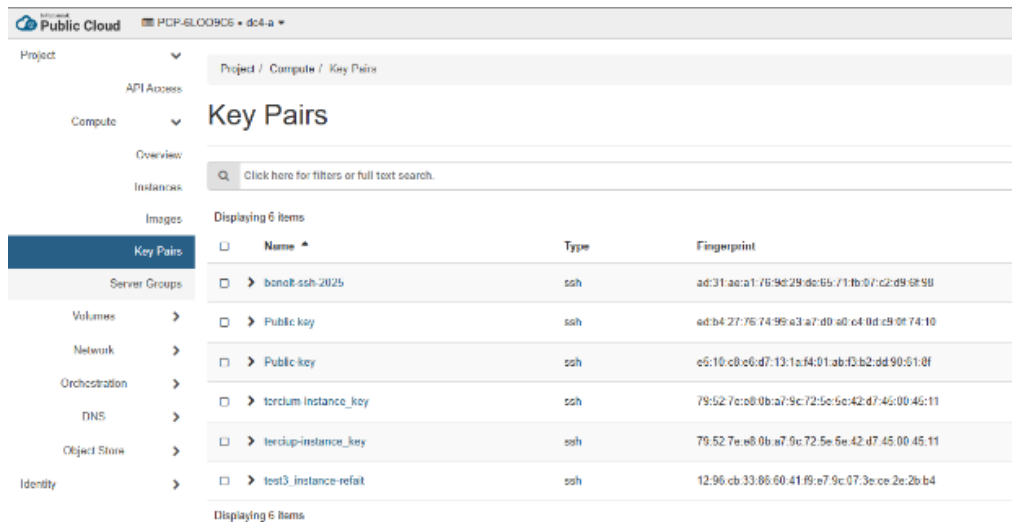 Public Cloud
PCP-6LOO9C6 • dc4-a
Project
API Access
Compute
Overview
Instances
Images
Key Pairs
Server Groups
Volumes
Network
Orchestration
DNS
Object Store
Identity
Project / Compute / Key Pairs
Key Pairs
Click here for filters or full text search.
Displaying 6 items
Name Type Fingerprint
benoit-ssh-2025 ssh ad:31:ae:a1:76:9d:29:de:65:71:fb:07:c2:d9:6f:98
Public key ssh ed:b4:27:76:74:99:e3:a7:d0:a0:c4:0d:c9:0f:74:10
Public-key ssh e5:10:c8:e6:d7:13:1a:f4:01:ab:f3:b2:dd:90:61:8f
tercium-instance_key ssh 79:52:7e:e8:0b:a7:9c:72:5e:5e:42:d7:45:00:45:11
terciup-instance_key ssh 79:52:7e:e8:0b:a7:9c:72:5e:5e:42:d7:45:00:45:11
test3_instance-refait ssh 12:96:cb:33:86:60:41:f9:e7:9c:07:3e:ce:2e:2b:b4
Displaying 6 items